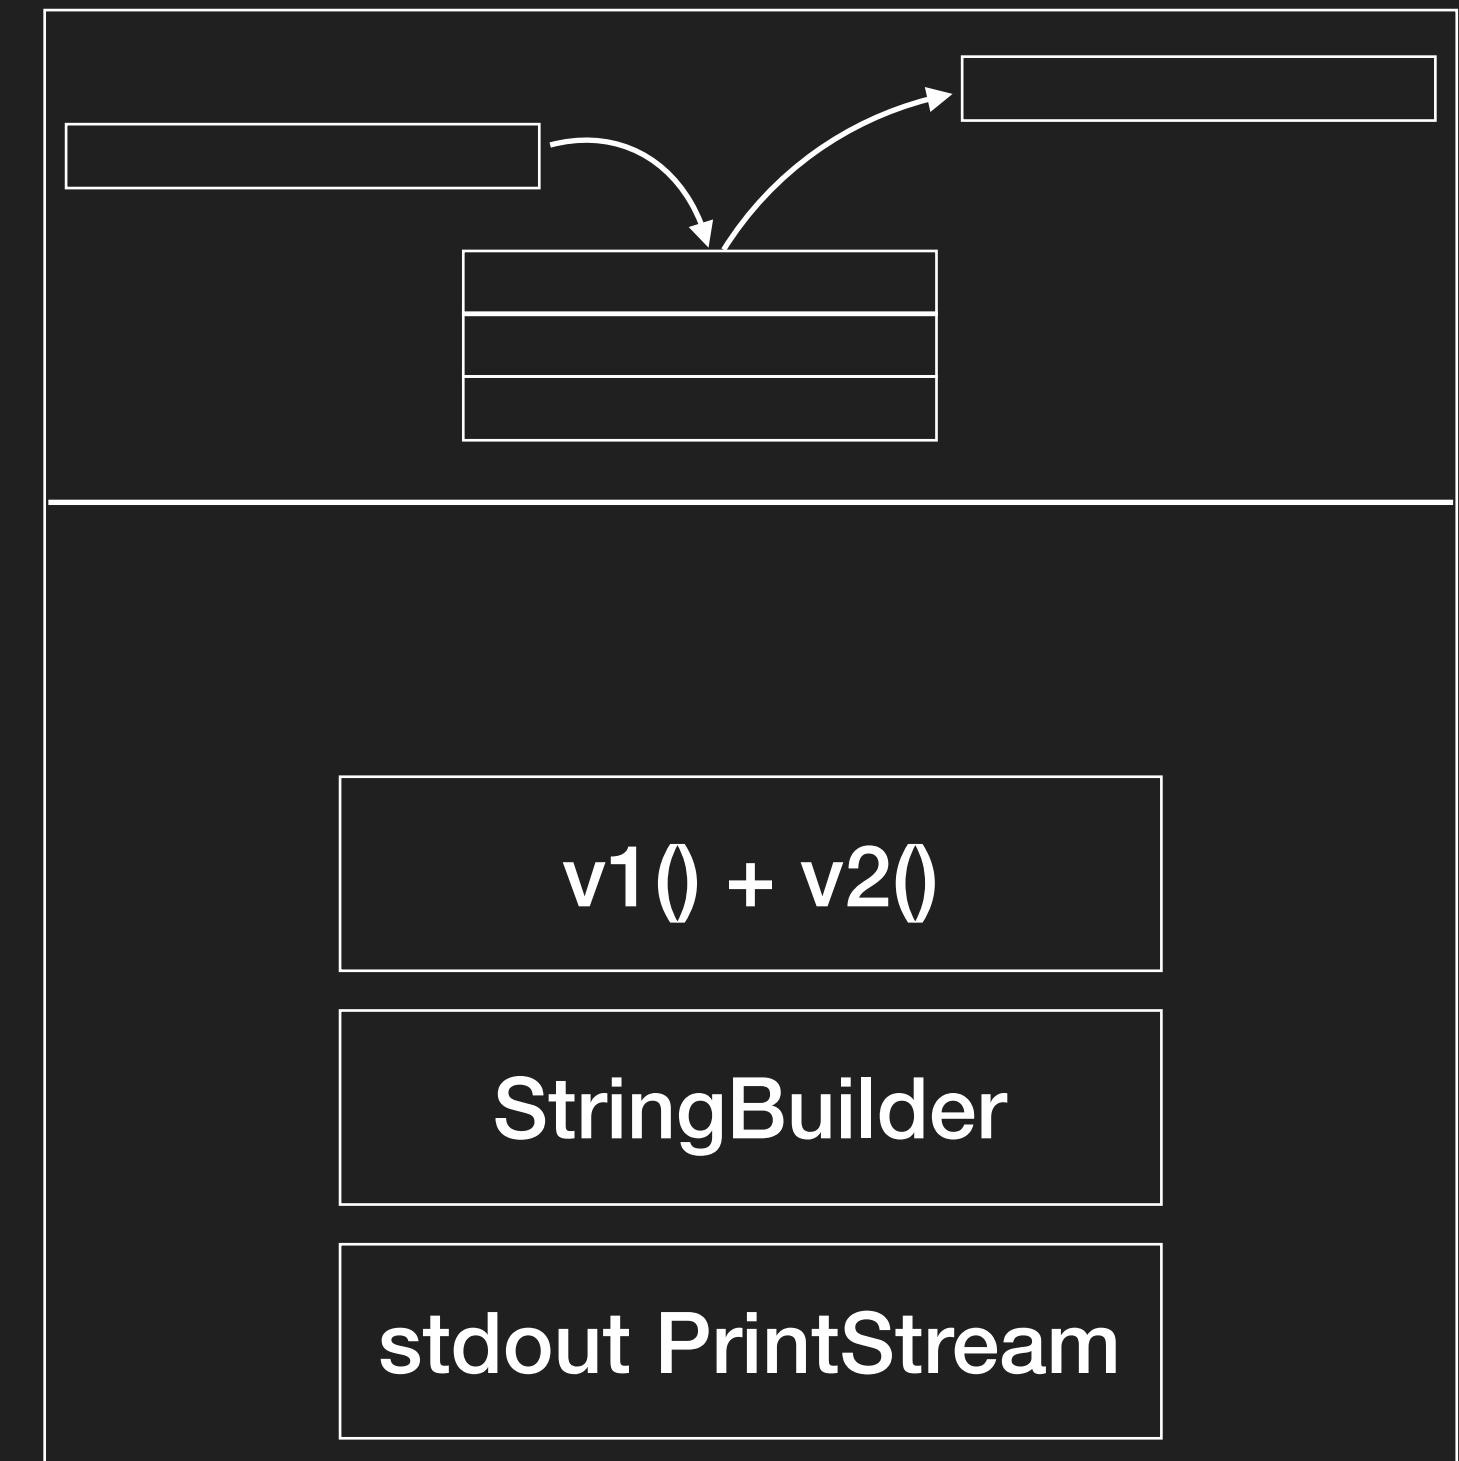 v1() + v2()
StringBuilder
stdout PrintStream